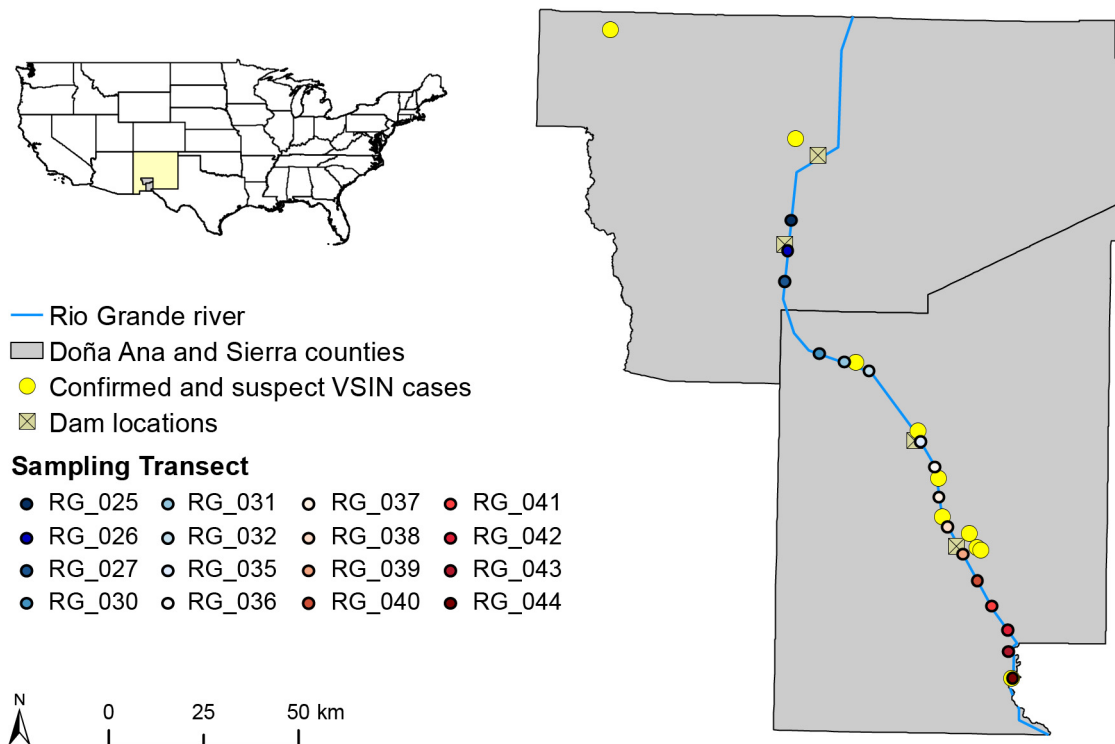 Rio Grande river
Doña Ana and Sierra counties
Confirmed and suspect VSIN cases
Dam locations
Sampling Transect
RG_025 RG_031 RG_037 RG_041
RG_026 RG_032 RG_038 RG_042
RG_027 RG_035 RG_039 RG_043
RG_030 RG_036 RG_040 RG_044
N
0 25 50 km